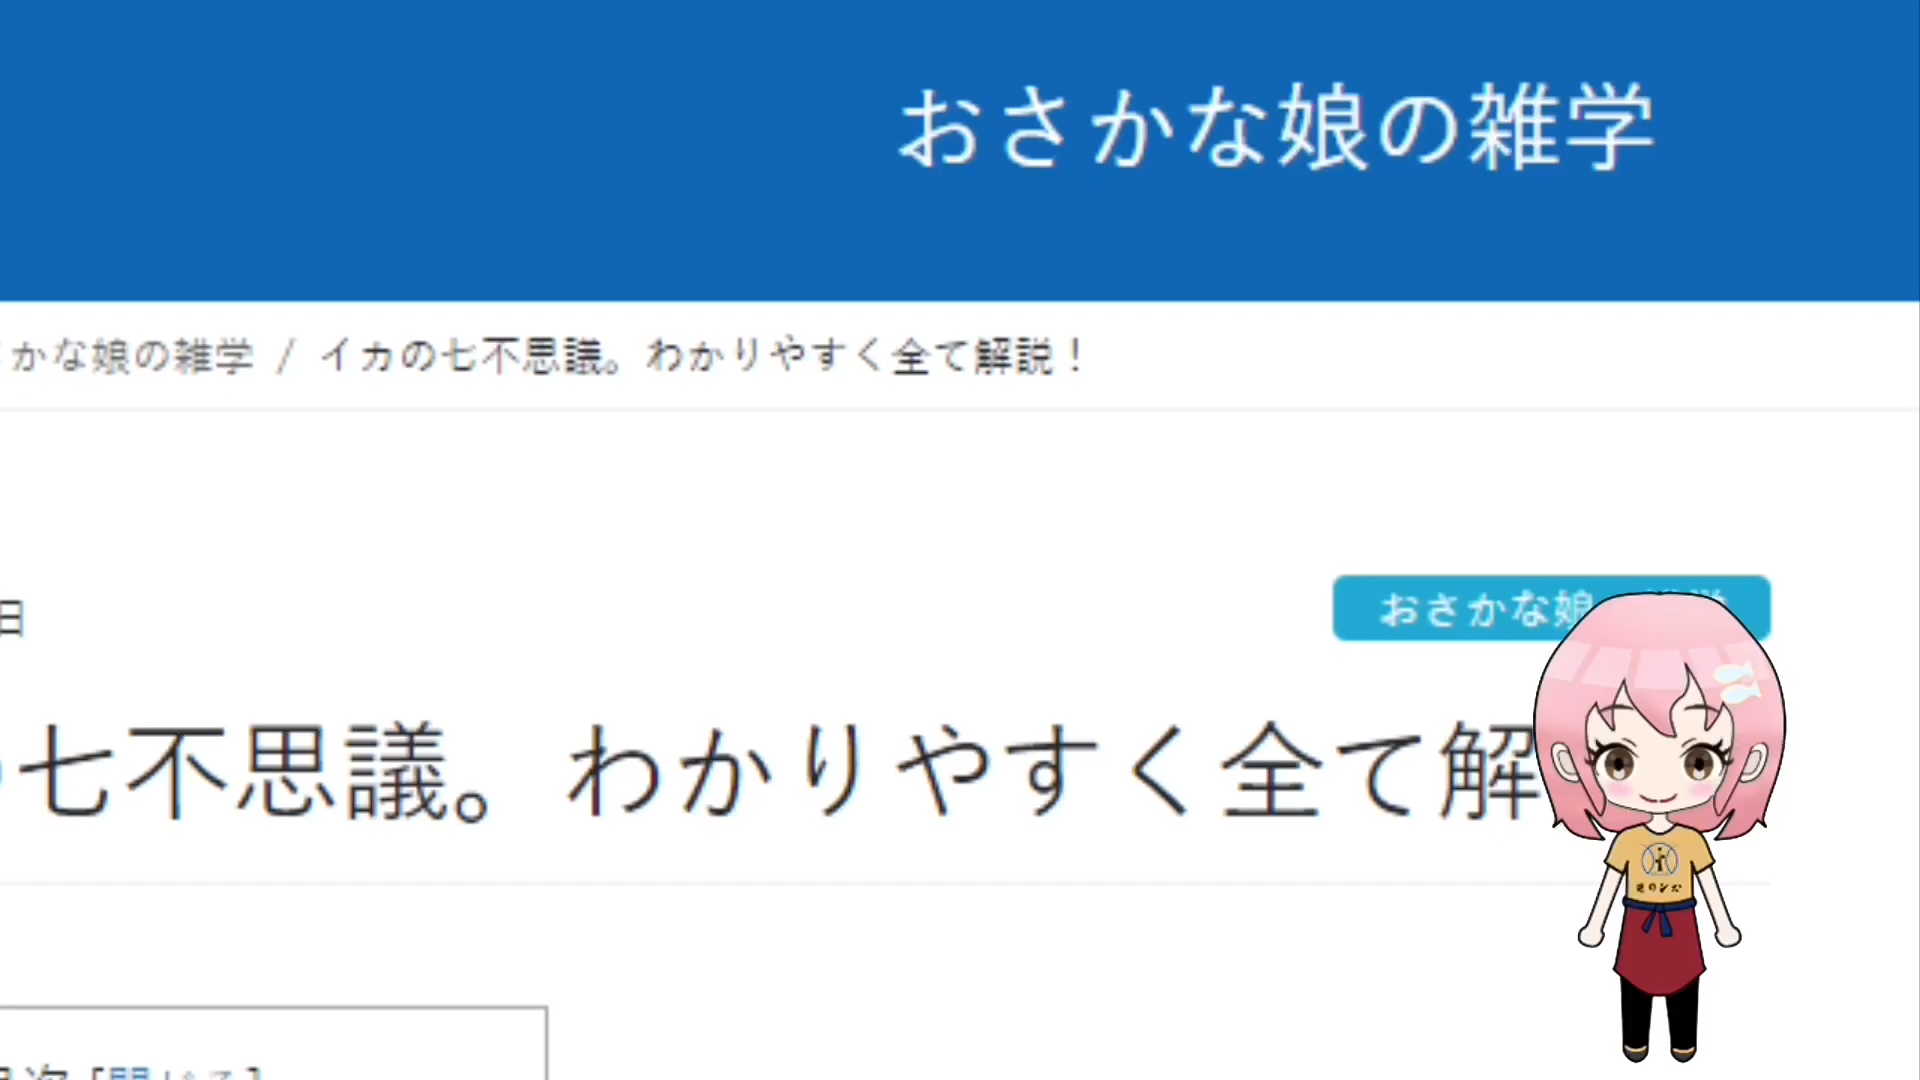 おさかな娘の雑学
かな娘の雑学 / イカの七不思議。わかりやすく全て解説！
日
おさかな娘
七不思議。わかりやすく全て解